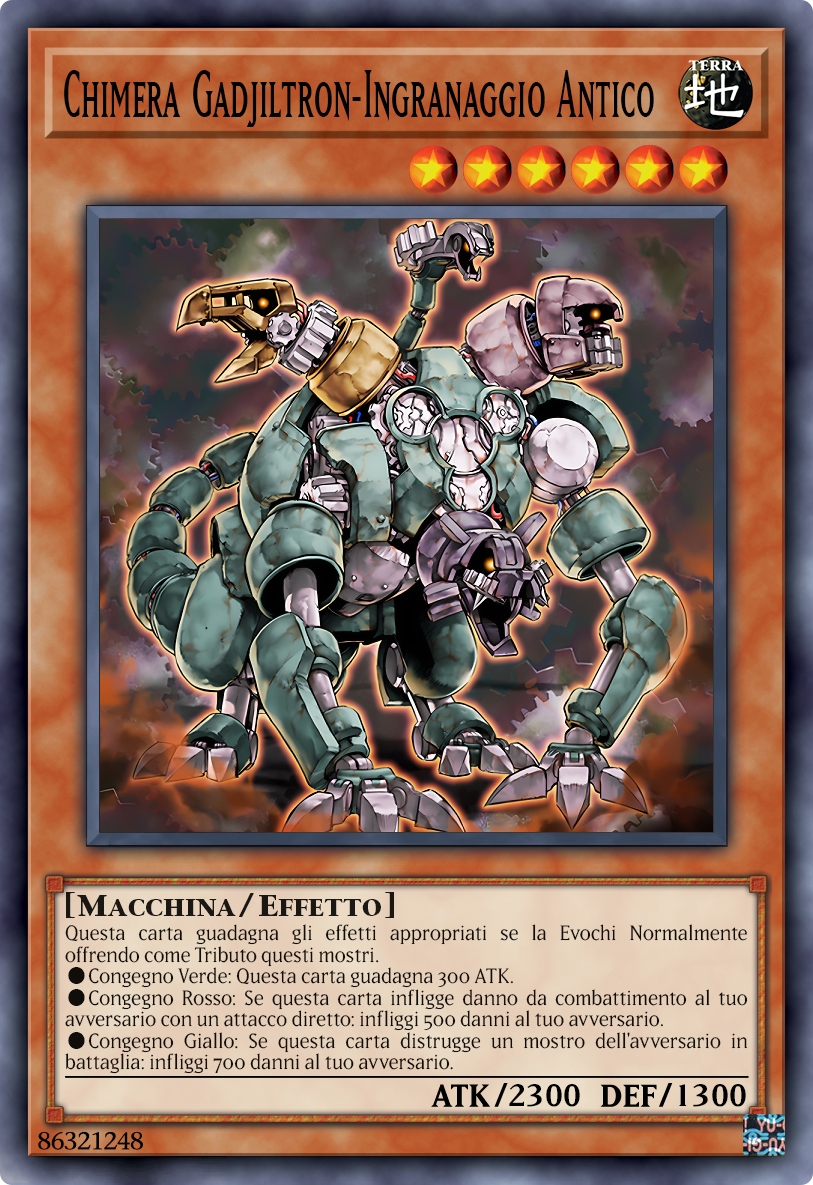 Chimera Gadjiltron-Ingranaggio Antico
TERRA
地
[Macchina/Effetto]
Questa carta guadagna gli effetti appropriati se la Evochi Normalmente
offrendo come Tributo questi mostri.
●Congegno Verde: Questa carta guadagna 300 ATK.
●Congegno Rosso: Se questa carta infligge danno da combattimento al tuo
avversario con un attacco diretto: infliggi 500 danni al tuo avversario.
●Congegno Giallo: Se questa carta distrugge un mostro dell'avversario in
battaglia: infliggi 700 danni al tuo avversario.
ATK/2300 DEF/1300
86321248